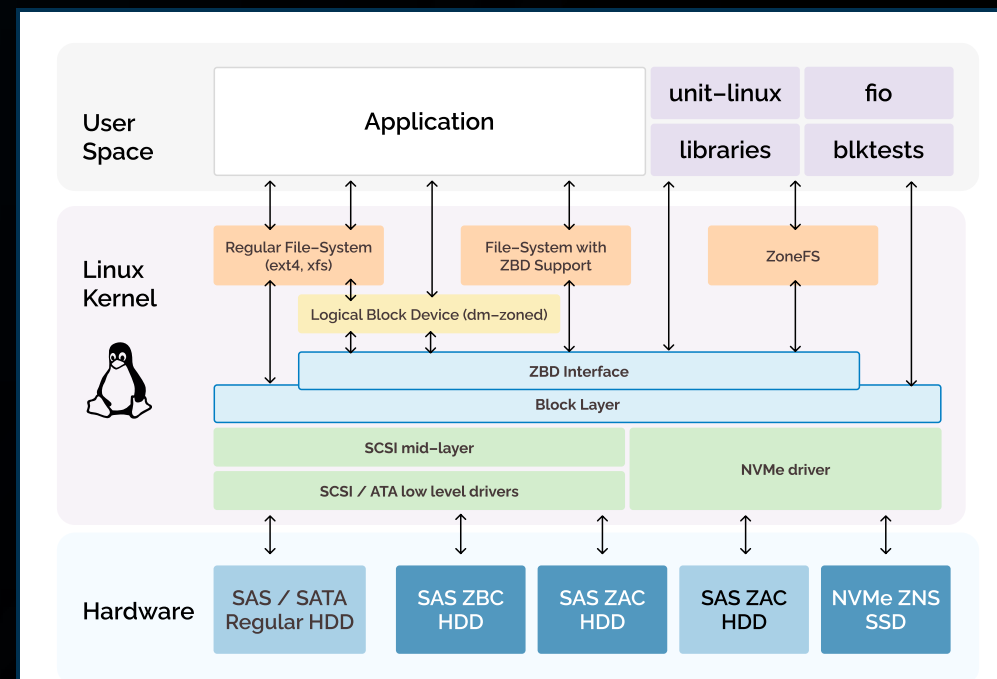 User
Space
Application
unit–linux
fio
libraries
blktests
Linux
Kernel
Regular File–System
(ext4, xfs)
File–System with
ZBD Support
ZoneFS
Logical Block Device (dm–zoned)
ZBD Interface
Block Layer
SCSI mid–layer
NVMe driver
SCSI / ATA low level drivers
Hardware
SAS / SATA
Regular HDD
SAS ZBC
HDD
SAS ZAC
HDD
SAS ZAC
HDD
NVMe ZNS
SSD